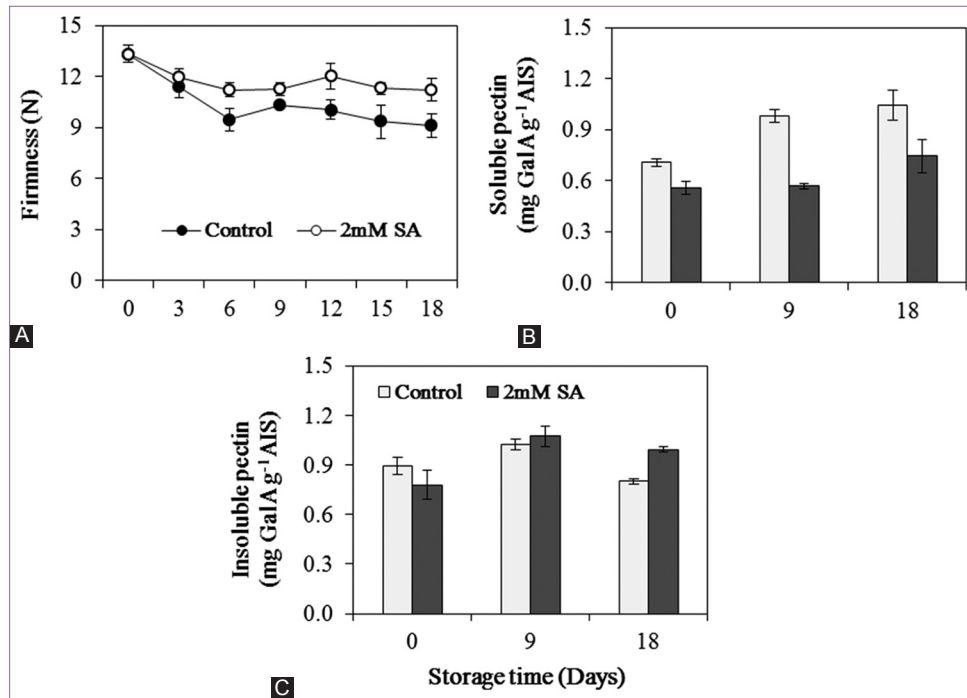 15
12
9
6
3
0
Firmness (N)
Control
2mM SA
0 3 6 9 12 15 18
A
1.5
1.2
0.9
0.6
0.3
0.0
Soluble pectin
(mg GalA g⁻¹ AIS)
0 9 18
B
1.5
1.2
0.9
0.6
0.3
0.0
Insoluble pectin
(mg GalA g⁻¹ AIS)
Control 2mM SA
0 9 18
Storage time (Days)
C